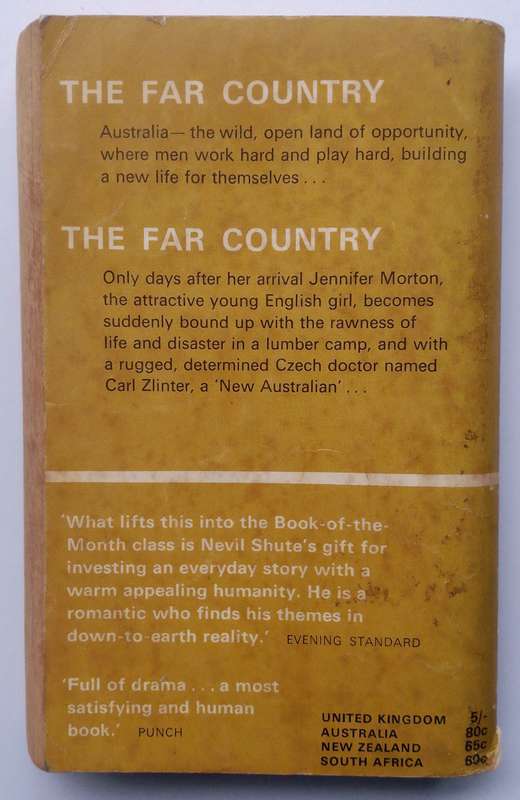 THE FAR COUNTRY
Australia— the wild, open land of opportunity,
where men work hard and play hard, building
a new life for themselves . . .
THE FAR COUNTRY
Only days after her arrival Jennifer Morton,
the attractive young English girl, becomes
suddenly bound up with the rawness of
life and disaster in a lumber camp, and with
a rugged, determined Czech doctor named
Carl Zlinter, a 'New Australian' . . .
'What lifts this into the Book-of-the-
Month class is Nevil Shute's gift for
investing an everyday story with a
warm appealing humanity. He is a
romantic who finds his themes in
down-to-earth reality.' EVENING STANDARD
'Full of drama . . . a most
satisfying and human
book.' PUNCH
UNITED KINGDOM 5/-
AUSTRALIA 80c
NEW ZEALAND 65c
SOUTH AFRICA 60c